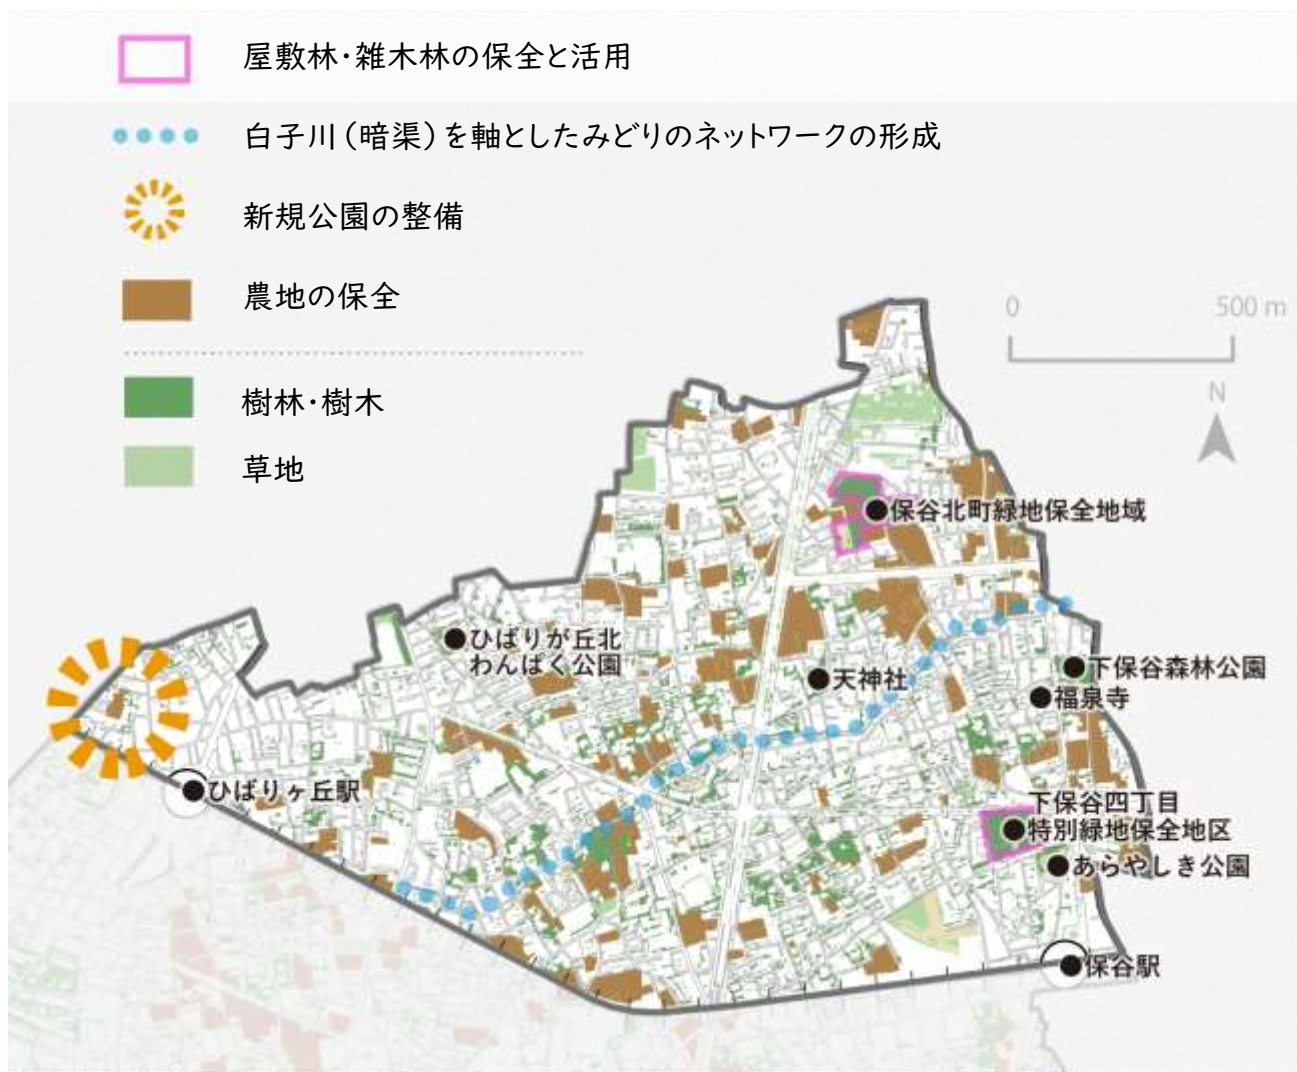 屋敷林・雑木林の保全と活用
白子川（暗渠）を軸としたみどりのネットワークの形成
新規公園の整備
農地の保全
樹林・樹木
草地
0 500 m
N
保谷北町緑地保全地域
ひばりが丘北
わんぱく公園
天神社
下保谷森林公園
福泉寺
ひばりヶ丘駅
下保谷四丁目
特別緑地保全地区
あらやしき公園
保谷駅